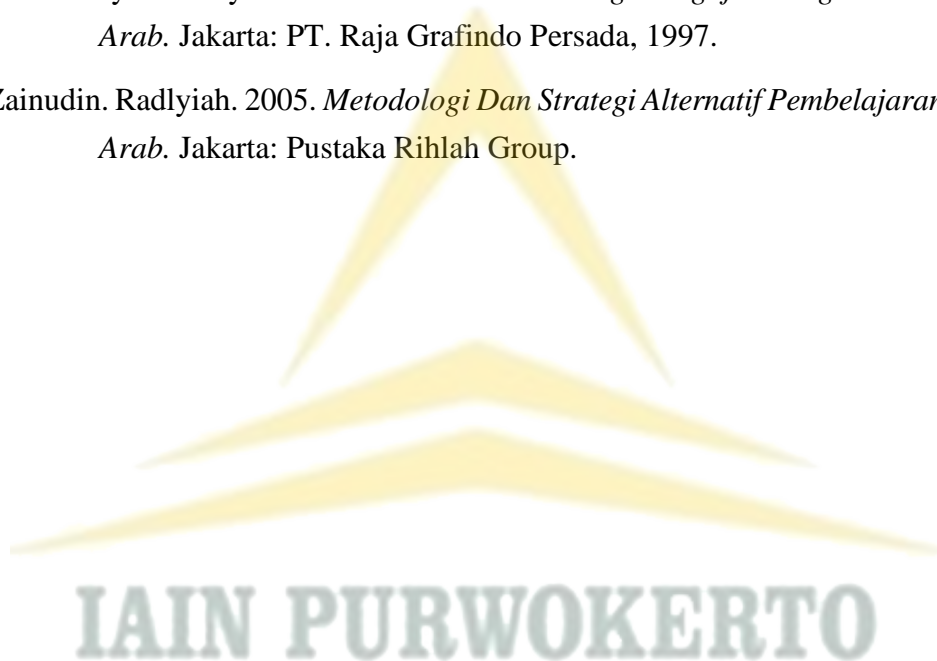 Arab. Jakarta: PT. Raja Grafindo Persada, 1997.
Zainudin. Radlyiah. 2005. Metodologi Dan Strategi Alternatif Pembelajaran
Arab. Jakarta: Pustaka Rihlah Group.
IAIN PURWOKERTO